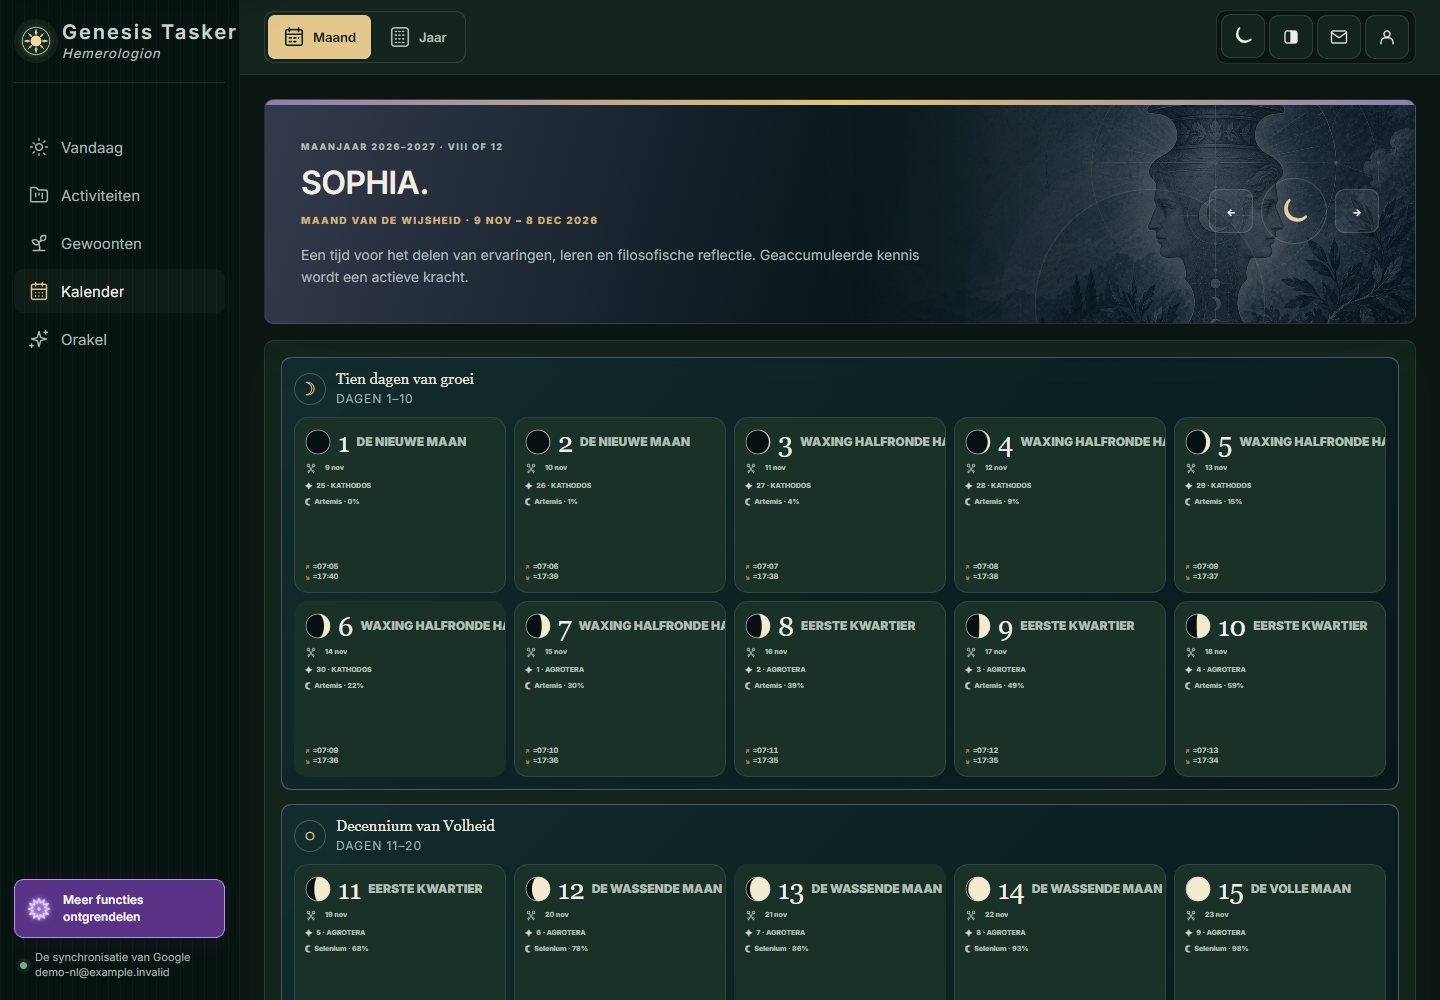 Genesis Tasker
Hemerologion
Vandaag
Activiteiten
Gewoonten
Kalender
Orakel
Meer functies
ontgrendelen
De synchronisatie van Google
demo-nl@example.invalid
Maand
Jaar
MAANJAAR 2026–2027 · VIII OF 12
SOPHIA.
MAAND VAN DE WIJSHEID · 9 NOV – 8 DEC 2026
Een tijd voor het delen van ervaringen, leren en filosofische reflectie. Geaccumuleerde kennis
wordt een actieve kracht.
Tien dagen van groei
DAGEN 1–10
1 DE NIEUWE MAAN
9 nov
25 · KATHODOS
Artemis · 0%
≈07:05
≈17:40
2 DE NIEUWE MAAN
10 nov
26 · KATHODOS
Artemis · 1%
≈07:06
≈17:39
3 WAXING HALFRONDE HA
11 nov
27 · KATHODOS
Artemis · 4%
≈07:07
≈17:38
4 WAXING HALFRONDE HA
12 nov
28 · KATHODOS
Artemis · 9%
≈07:08
≈17:38
5 WAXING HALFRONDE HA
13 nov
29 · KATHODOS
Artemis · 15%
≈07:09
≈17:37
6 WAXING HALFRONDE HA
14 nov
30 · KATHODOS
Artemis · 22%
≈07:09
≈17:36
7 WAXING HALFRONDE HA
15 nov
1 · AGROTERA
Artemis · 30%
≈07:10
≈17:36
8 EERSTE KWARTIER
16 nov
2 · AGROTERA
Artemis · 39%
≈07:11
≈17:35
9 EERSTE KWARTIER
17 nov
3 · AGROTERA
Artemis · 49%
≈07:12
≈17:35
10 EERSTE KWARTIER
18 nov
4 · AGROTERA
Artemis · 59%
≈07:13
≈17:34
Decennium van Volheid
DAGEN 11–20
11 EERSTE KWARTIER
19 nov
5 · AGROTERA
Selenium · 68%
12 DE WASSENDE MAAN
20 nov
6 · AGROTERA
Selenium · 78%
13 DE WASSENDE MAAN
21 nov
7 · AGROTERA
Selenium · 86%
14 DE WASSENDE MAAN
22 nov
8 · AGROTERA
Selenium · 93%
15 DE VOLLE MAAN
23 nov
9 · AGROTERA
Selenium · 98%